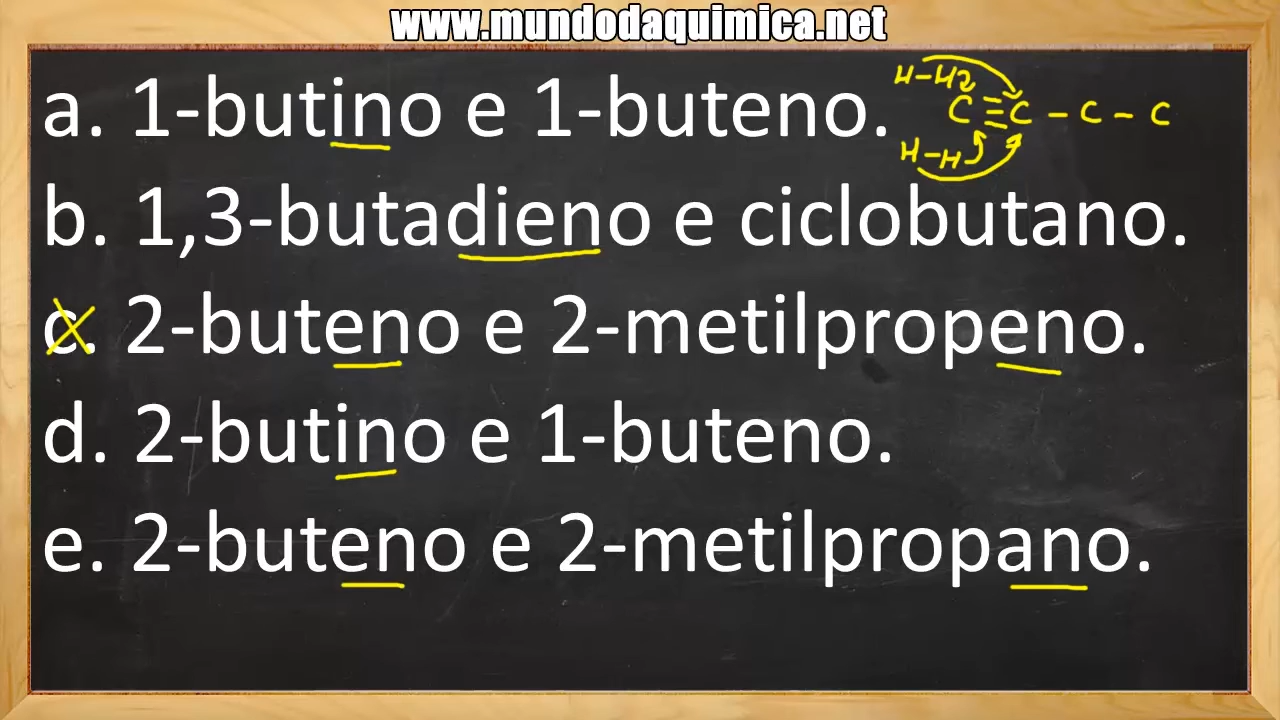 www.mundodaquimica.net
a. 1-butino e 1-buteno.
H-H
C≡C-C-C
H-H
b. 1,3-butadieno e ciclobutano.
c. 2-buteno e 2-metilpropeno.
d. 2-butino e 1-buteno.
e. 2-buteno e 2-metilpropano.